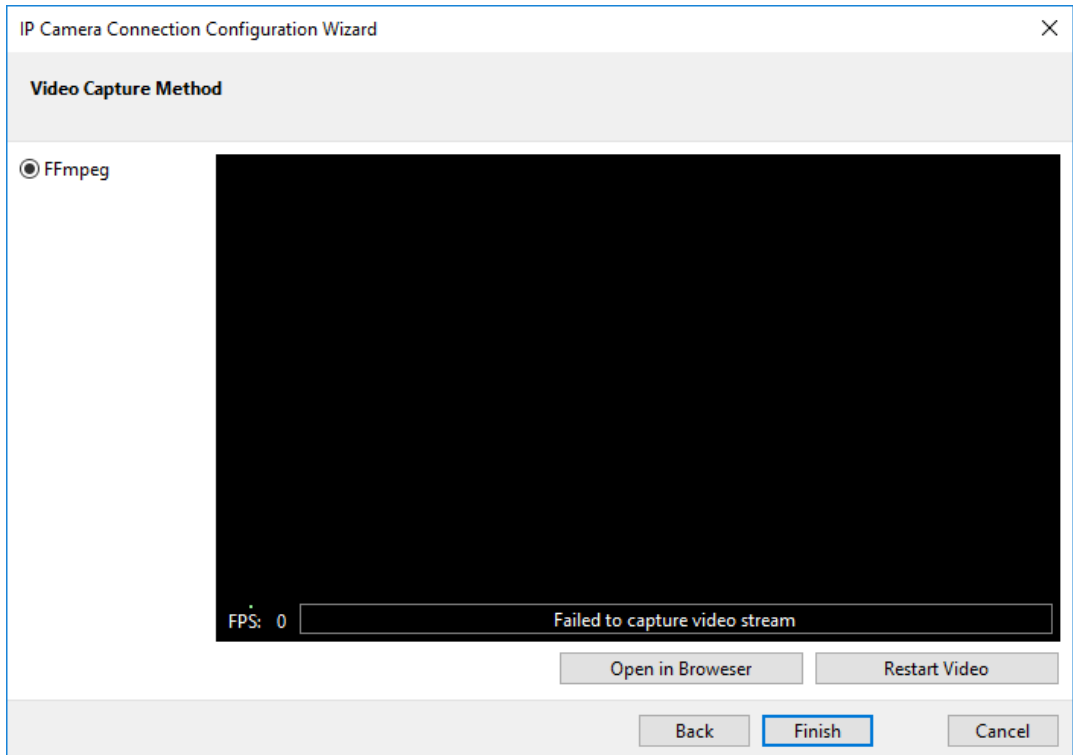 IP Camera Connection Configuration Wizard
Video Capture Method
FFmpeg
FPS: 0 Failed to capture video stream
Open in Broweser Restart Video
Back Finish Cancel